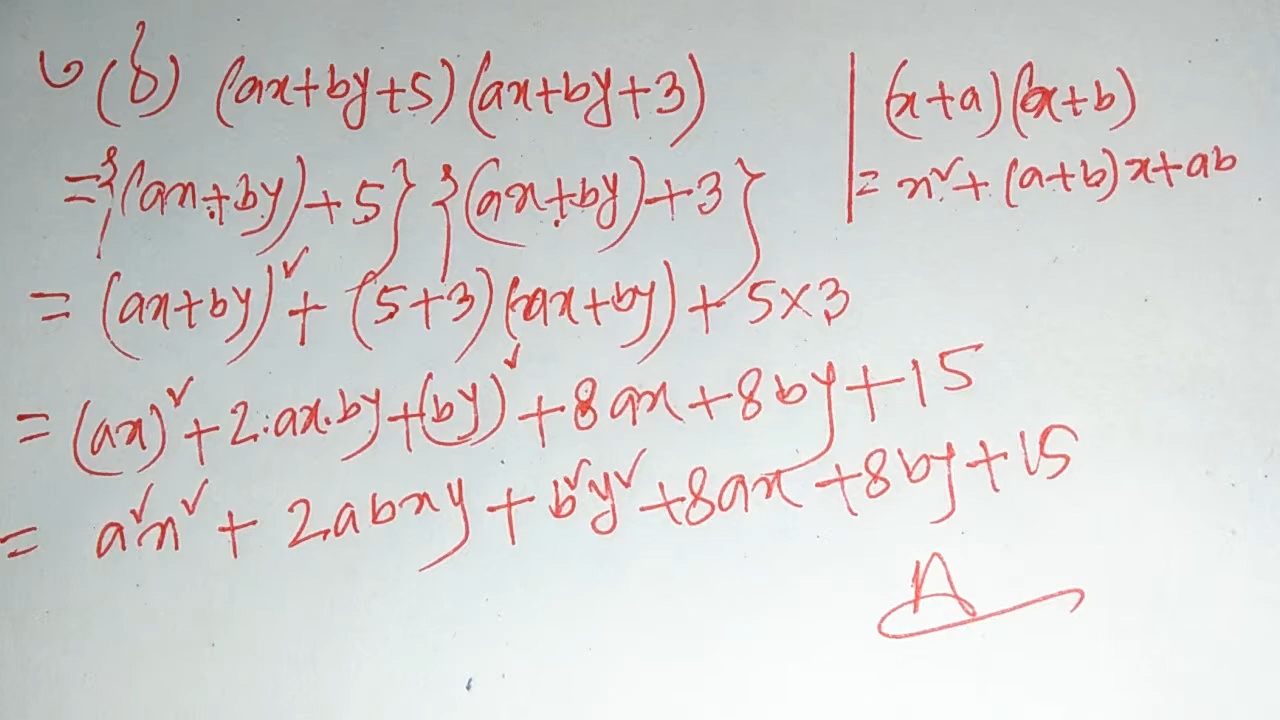 ৬(চ) (ax+by+5)(ax+by+3)
={(ax+by)+5}{(ax+by)+3}
= (ax+by)² + (5+3)(ax+by) + 5×3
= (ax)² + 2.ax.by + (by)² + 8ax + 8by + 15
= a²x² + 2abxy + b²y² + 8ax + 8by + 15
(x+a)(x+b)
= x² + (a+b)x + ab